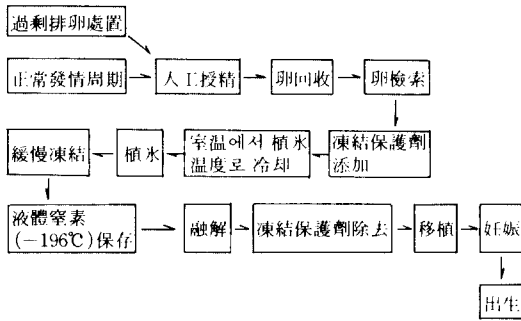 過剩排卵處置
正常發情周期
人工授精
卵回收
卵檢索
凍結保護劑
添加
室温에서 植氷
温度로 冷却
植氷
緩慢凍結
液體窒素
(－196℃)保存
融解
凍結保護劑除去
移植
妊娠
出生